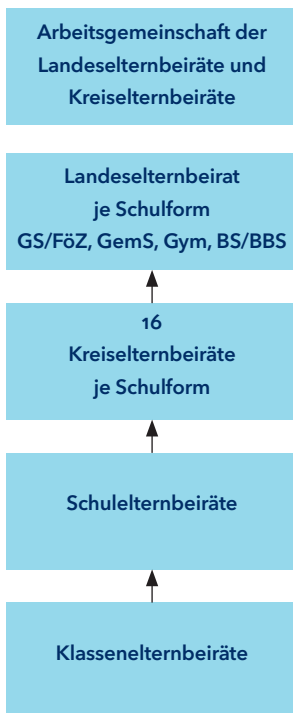 Arbeitsgemeinschaft der
Landeselternbeiräte und
Kreiselternbeiräte
Landeselternbeirat
je Schulform
GS/FöZ, GemS, Gym, BS/BBS
16
Kreiselternbeiräte
je Schulform
Schulelternbeiräte
Klassenelternbeiräte